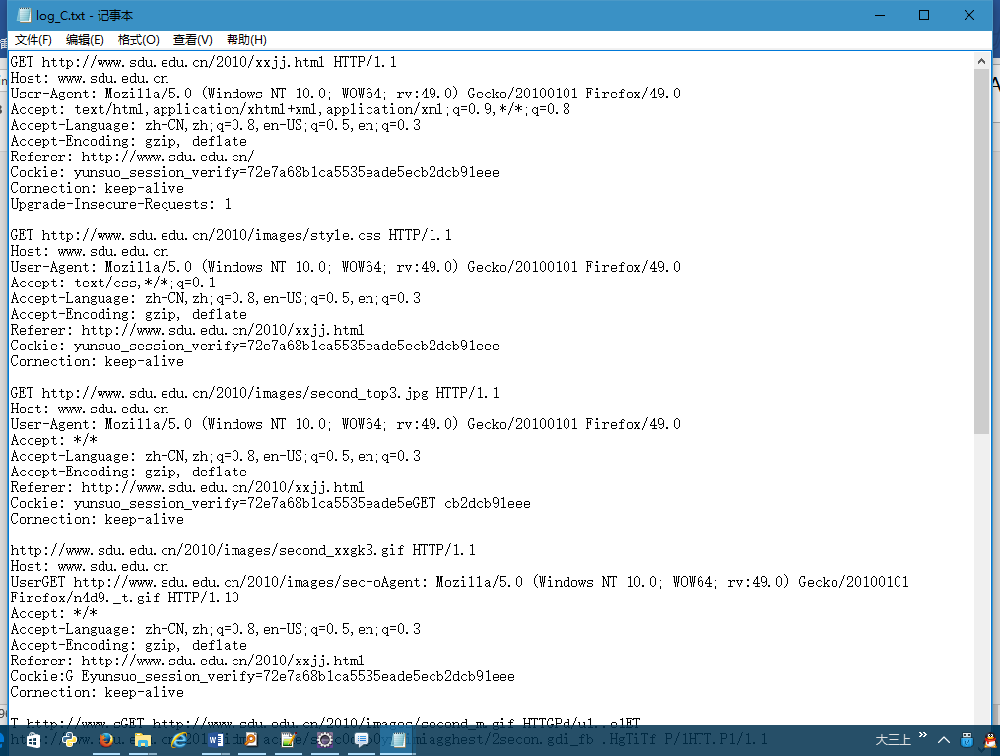 log_C.txt - 记事本
文件(F) 编辑(E) 格式(O) 查看(V) 帮助(H)
GET http://www.sdu.edu.cn/2010/xxjj.html HTTP/1.1
Host: www.sdu.edu.cn
User-Agent: Mozilla/5.0 (Windows NT 10.0; WOW64; rv:49.0) Gecko/20100101 Firefox/49.0
Accept: text/html,application/xhtml+xml,application/xml;q=0.9,*/*;q=0.8
Accept-Language: zh-CN,zh;q=0.8,en-US;q=0.5,en;q=0.3
Accept-Encoding: gzip, deflate
Referer: http://www.sdu.edu.cn/
Cookie: yunsuo_session_verify=72e7a68b1ca5535eade5ecb2dcb91eee
Connection: keep-alive
Upgrade-Insecure-Requests: 1
GET http://www.sdu.edu.cn/2010/images/style.css HTTP/1.1
Host: www.sdu.edu.cn
User-Agent: Mozilla/5.0 (Windows NT 10.0; WOW64; rv:49.0) Gecko/20100101 Firefox/49.0
Accept: text/css,*/*;q=0.1
Accept-Language: zh-CN,zh;q=0.8,en-US;q=0.5,en;q=0.3
Accept-Encoding: gzip, deflate
Referer: http://www.sdu.edu.cn/2010/xxjj.html
Cookie: yunsuo_session_verify=72e7a68b1ca5535eade5ecb2dcb91eee
Connection: keep-alive
GET http://www.sdu.edu.cn/2010/images/second_top3.jpg HTTP/1.1
Host: www.sdu.edu.cn
User-Agent: Mozilla/5.0 (Windows NT 10.0; WOW64; rv:49.0) Gecko/20100101 Firefox/49.0
Accept: */*
Accept-Language: zh-CN,zh;q=0.8,en-US;q=0.5,en;q=0.3
Accept-Encoding: gzip, deflate
Referer: http://www.sdu.edu.cn/2010/xxjj.html
Cookie: yunsuo_session_verify=72e7a68b1ca5535eade5eGET cb2dcb91eee
Connection: keep-alive
http://www.sdu.edu.cn/2010/images/second_xxgk3.gif HTTP/1.1
Host: www.sdu.edu.cn
UserGET http://www.sdu.edu.cn/2010/images/sec-oAgent: Mozilla/5.0 (Windows NT 10.0; WOW64; rv:49.0) Gecko/20100101
Firefox/n4d9._t.gif HTTP/1.10
Accept: */*
Accept-Language: zh-CN,zh;q=0.8,en-US;q=0.5,en;q=0.3
Accept-Encoding: gzip, deflate
Referer: http://www.sdu.edu.cn/2010/xxjj.html
Cookie:G Eyunsuo_session_verify=72e7a68b1ca5535eade5ecb2dcb91eee
Connection: keep-alive
T http://www.sGET http://www.sdu.edu.cn/2010/images/second_m.gif
大三上